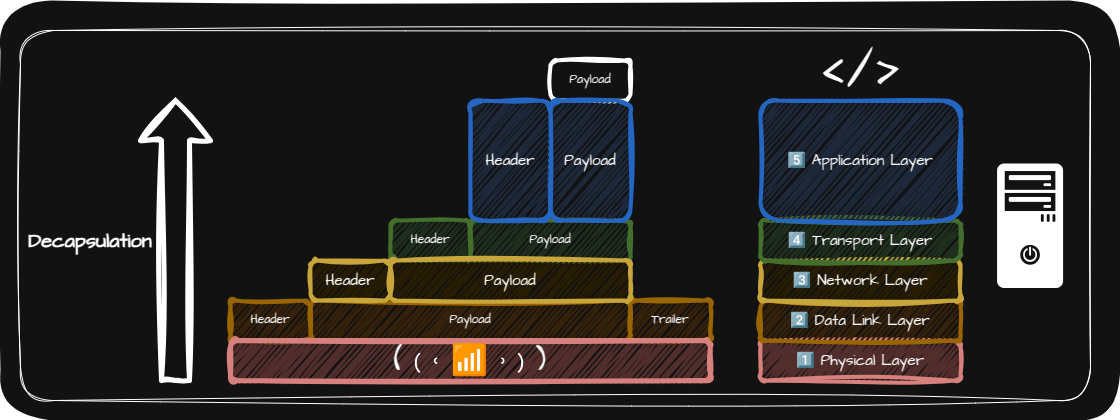 </>
Payload
Header
Payload
5 Application Layer
Decapsulation
Header
Payload
4 Transport Layer
Header
Payload
3 Network Layer
Header
Payload
Trailer
2 Data Link Layer
1 Physical Layer